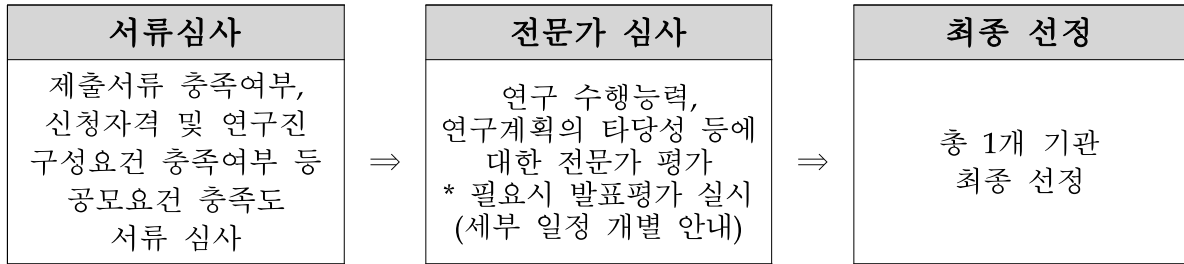 서류심사
제출서류 충족여부,
신청자격 및 연구진
구성요건 충족여부 등
공모요건 충족도
서류 심사
⇒
전문가 심사
연구 수행능력,
연구계획의 타당성 등에
대한 전문가 평가
* 필요시 발표평가 실시
(세부 일정 개별 안내)
⇒
최종 선정
총 1개 기관
최종 선정